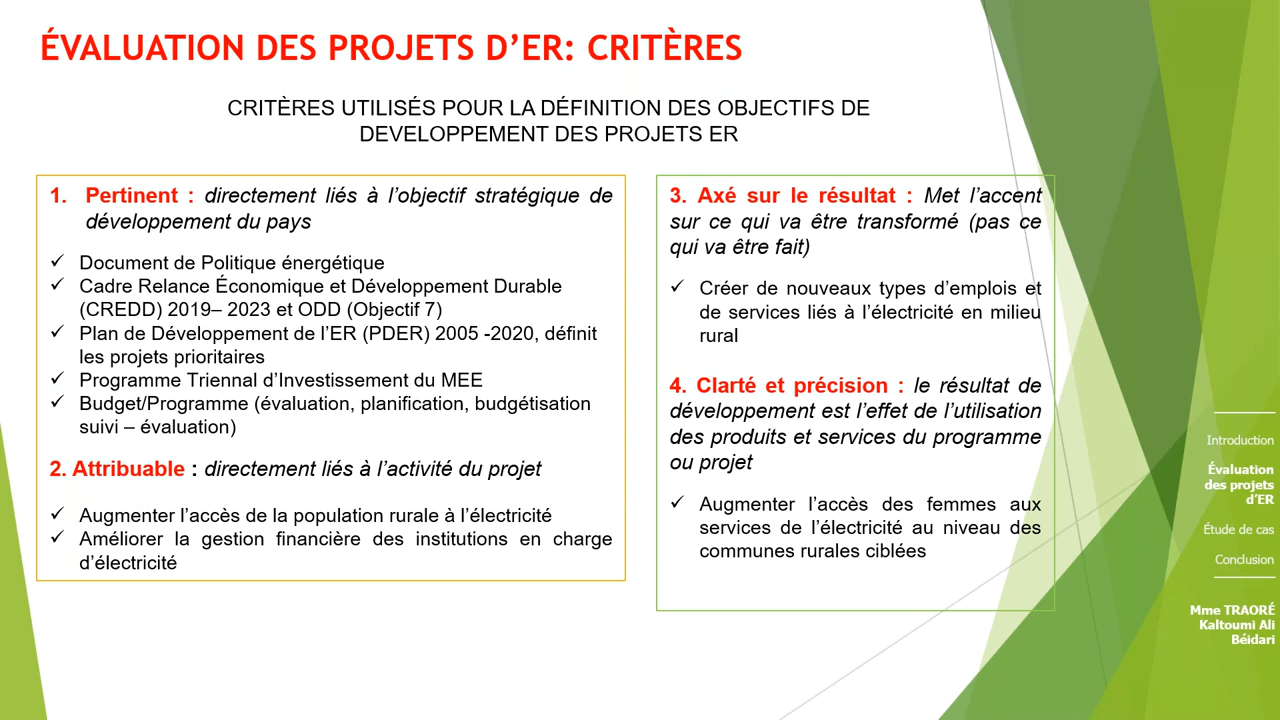 ÉVALUATION DES PROJETS D’ER: CRITÈRES
CRITÈRES UTILISÉS POUR LA DÉFINITION DES OBJECTIFS DE
DEVELOPPEMENT DES PROJETS ER
1. Pertinent : directement liés à l’objectif stratégique de
développement du pays
✓ Document de Politique énergétique
✓ Cadre Relance Économique et Développement Durable
(CREDD) 2019– 2023 et ODD (Objectif 7)
✓ Plan de Développement de l’ER (PDER) 2005 -2020, définit
les projets prioritaires
✓ Programme Triennal d’Investissement du MEE
✓ Budget/Programme (évaluation, planification, budgétisation
suivi – évaluation)
2. Attribuable : directement liés à l’activité du projet
✓ Augmenter l’accès de la population rurale à l’électricité
✓ Améliorer la gestion financière des institutions en charge
d’électricité
3. Axé sur le résultat : Met l’accent
sur ce qui va être transformé (pas ce
qui va être fait)
✓ Créer de nouveaux types d’emplois et
de services liés à l’électricité en milieu
rural
4. Clarté et précision : le résultat de
développement est l’effet de l’utilisation
des produits et services du programme
ou projet
✓ Augmenter l’accès des femmes aux
services de l’électricité au niveau des
communes rurales ciblées
Introduction
Évaluation
des projets
d’ER
Étude de cas
Conclusion
Mme TRAORÉ
Kaltoumi Ali
Béidari